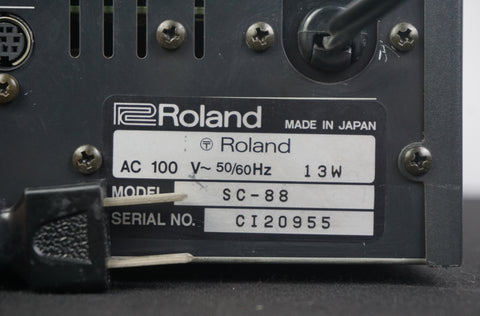 Roland
MADE IN JAPAN
〒 Roland
AC 100 V~ 50/60Hz 13W
MODEL SC-88
SERIAL NO. CI20955